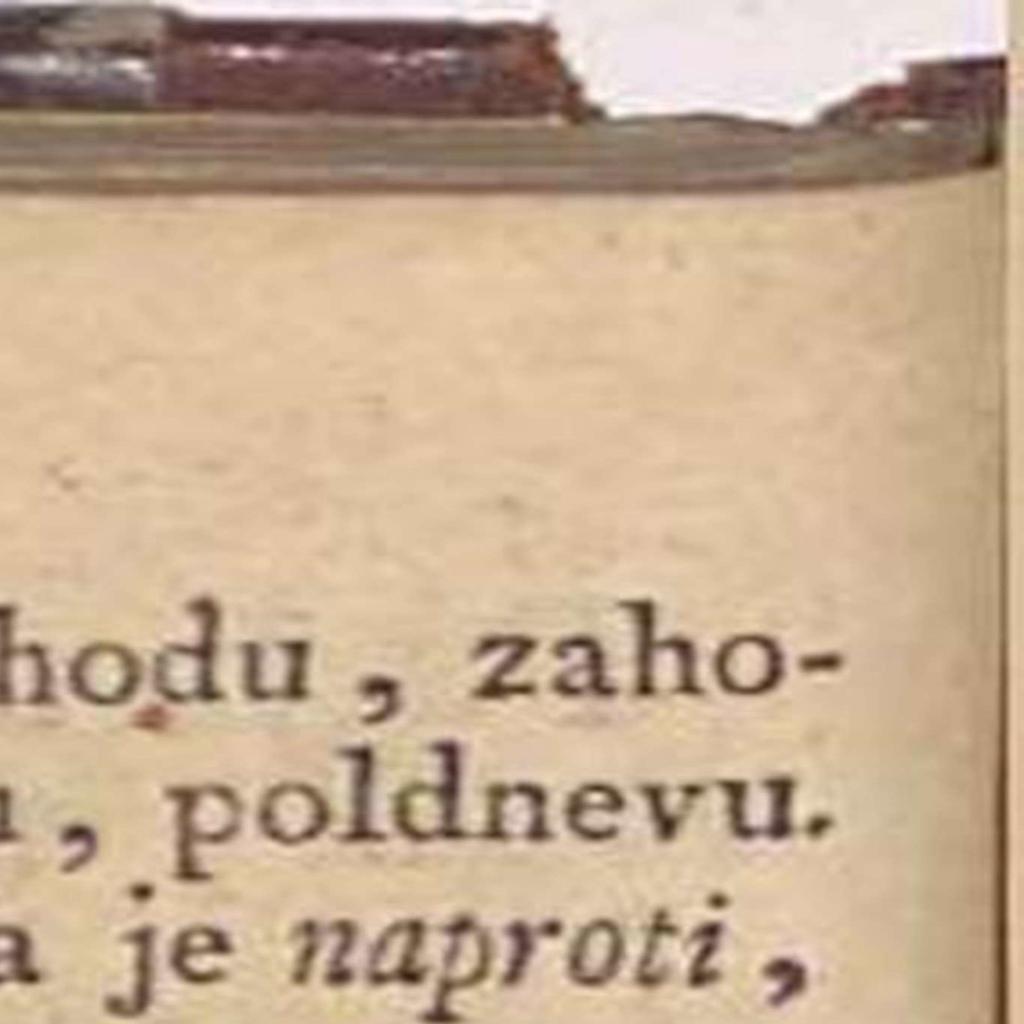 hodu, zaho-
u, poldnevu.
a je naproti,